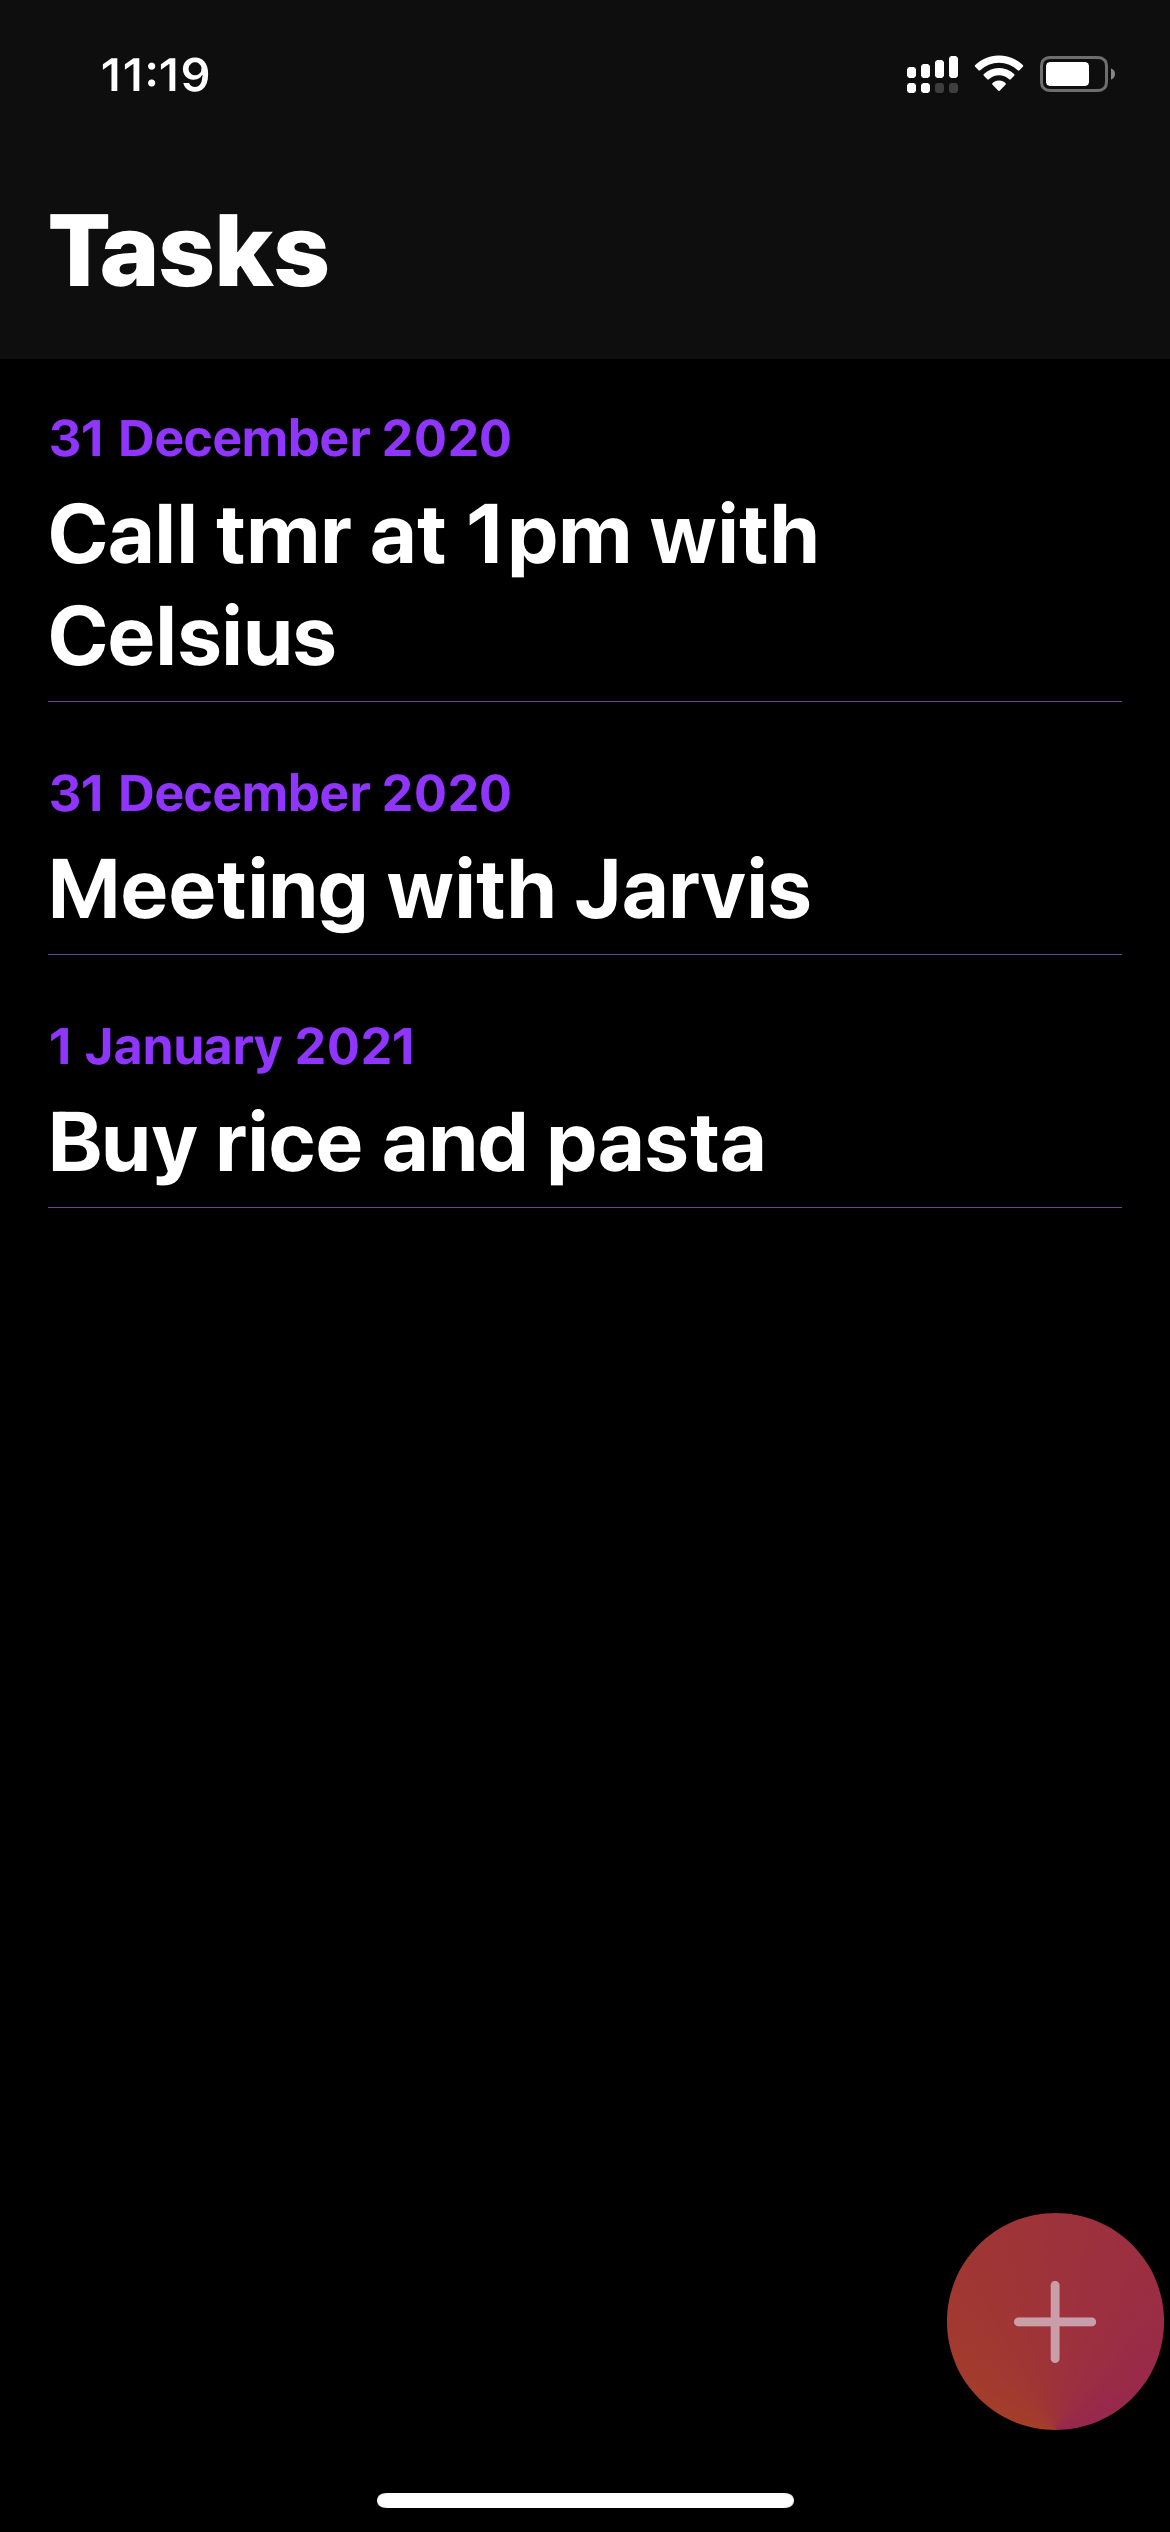 11:19
Tasks
31 December 2020
Call tmr at 1pm with
Celsius
31 December 2020
Meeting with Jarvis
1 January 2021
Buy rice and pasta